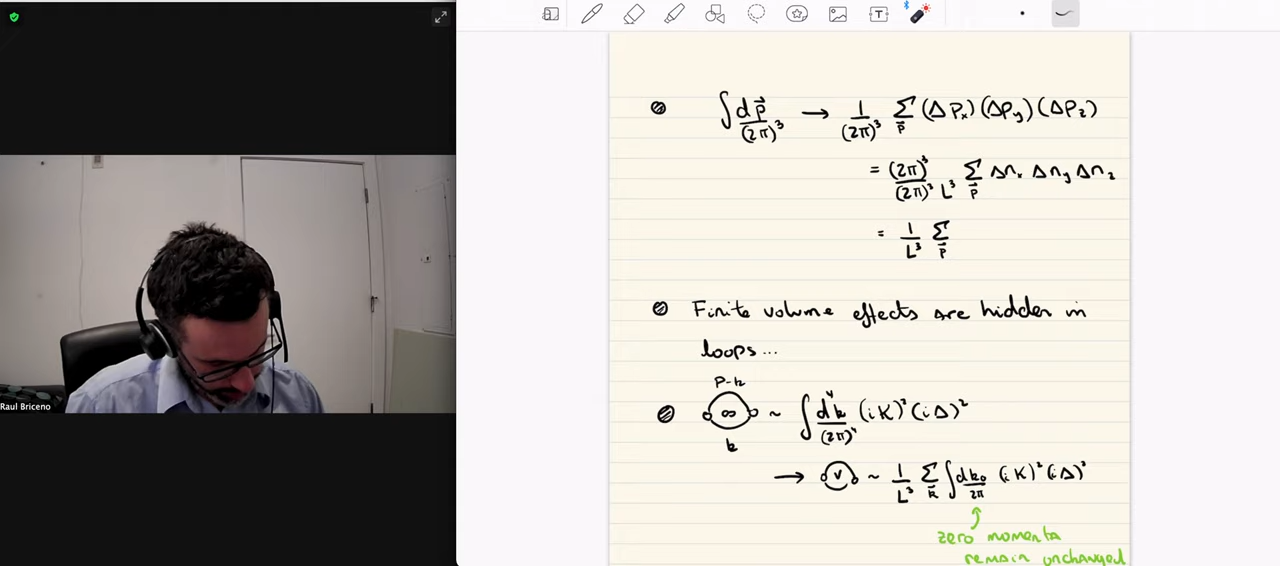 ∫ dp⃗/(2π)³ → 1/(2π)³ Σ_p⃗ (Δp_x)(Δp_y)(Δp_z)
= (2π)³/(2π)³ L³ Σ_p⃗ Δn_x Δn_y Δn_z
= 1/L³ Σ_p⃗
Finite volume effects are hidden in
loops...
P-k
∞ ~ ∫ d⁴k/(2π)⁴ (iK)² (iΔ)²
k
→ V ~ 1/L³ Σ_k⃗ ∫ dk₀/2π (iK)² (iΔ)²
zero momenta
remain unchanged
Raul Briceno
T